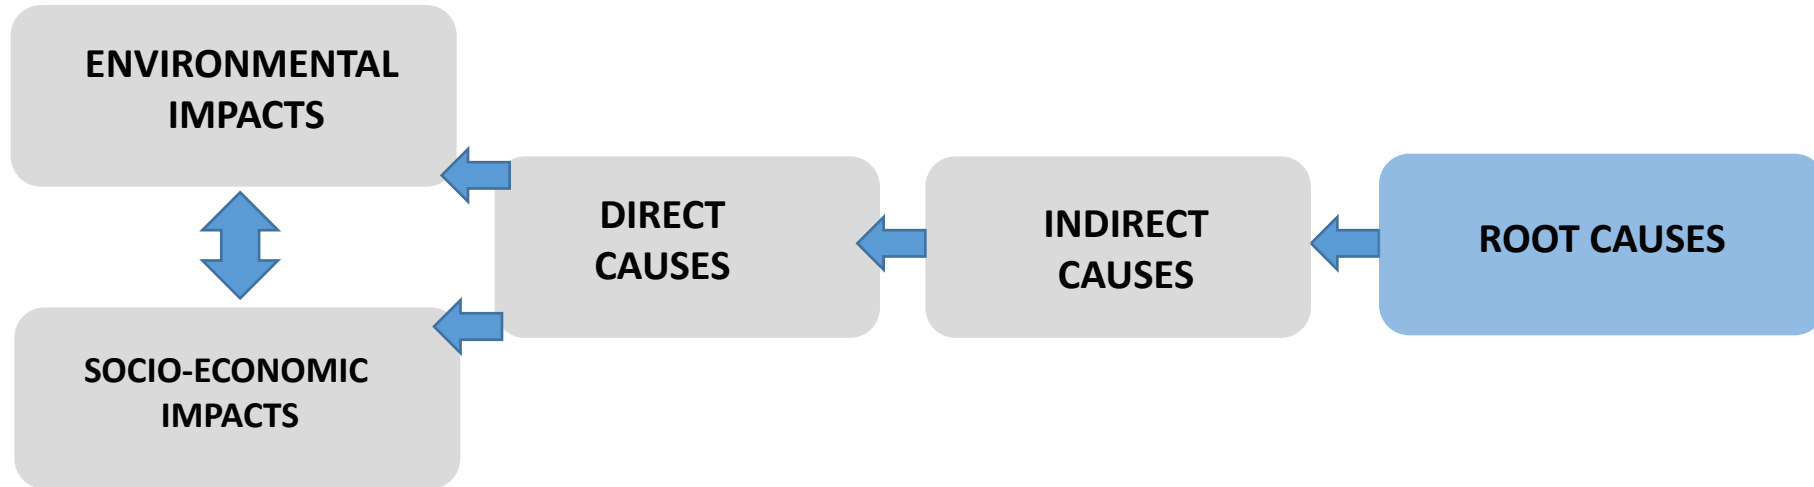 ENVIRONMENTAL
IMPACTS
SOCIO-ECONOMIC
IMPACTS
DIRECT
CAUSES
INDIRECT
CAUSES
ROOT CAUSES